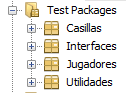 Test Packages
Casillas
Interfaces
Jugadores
Utilidades